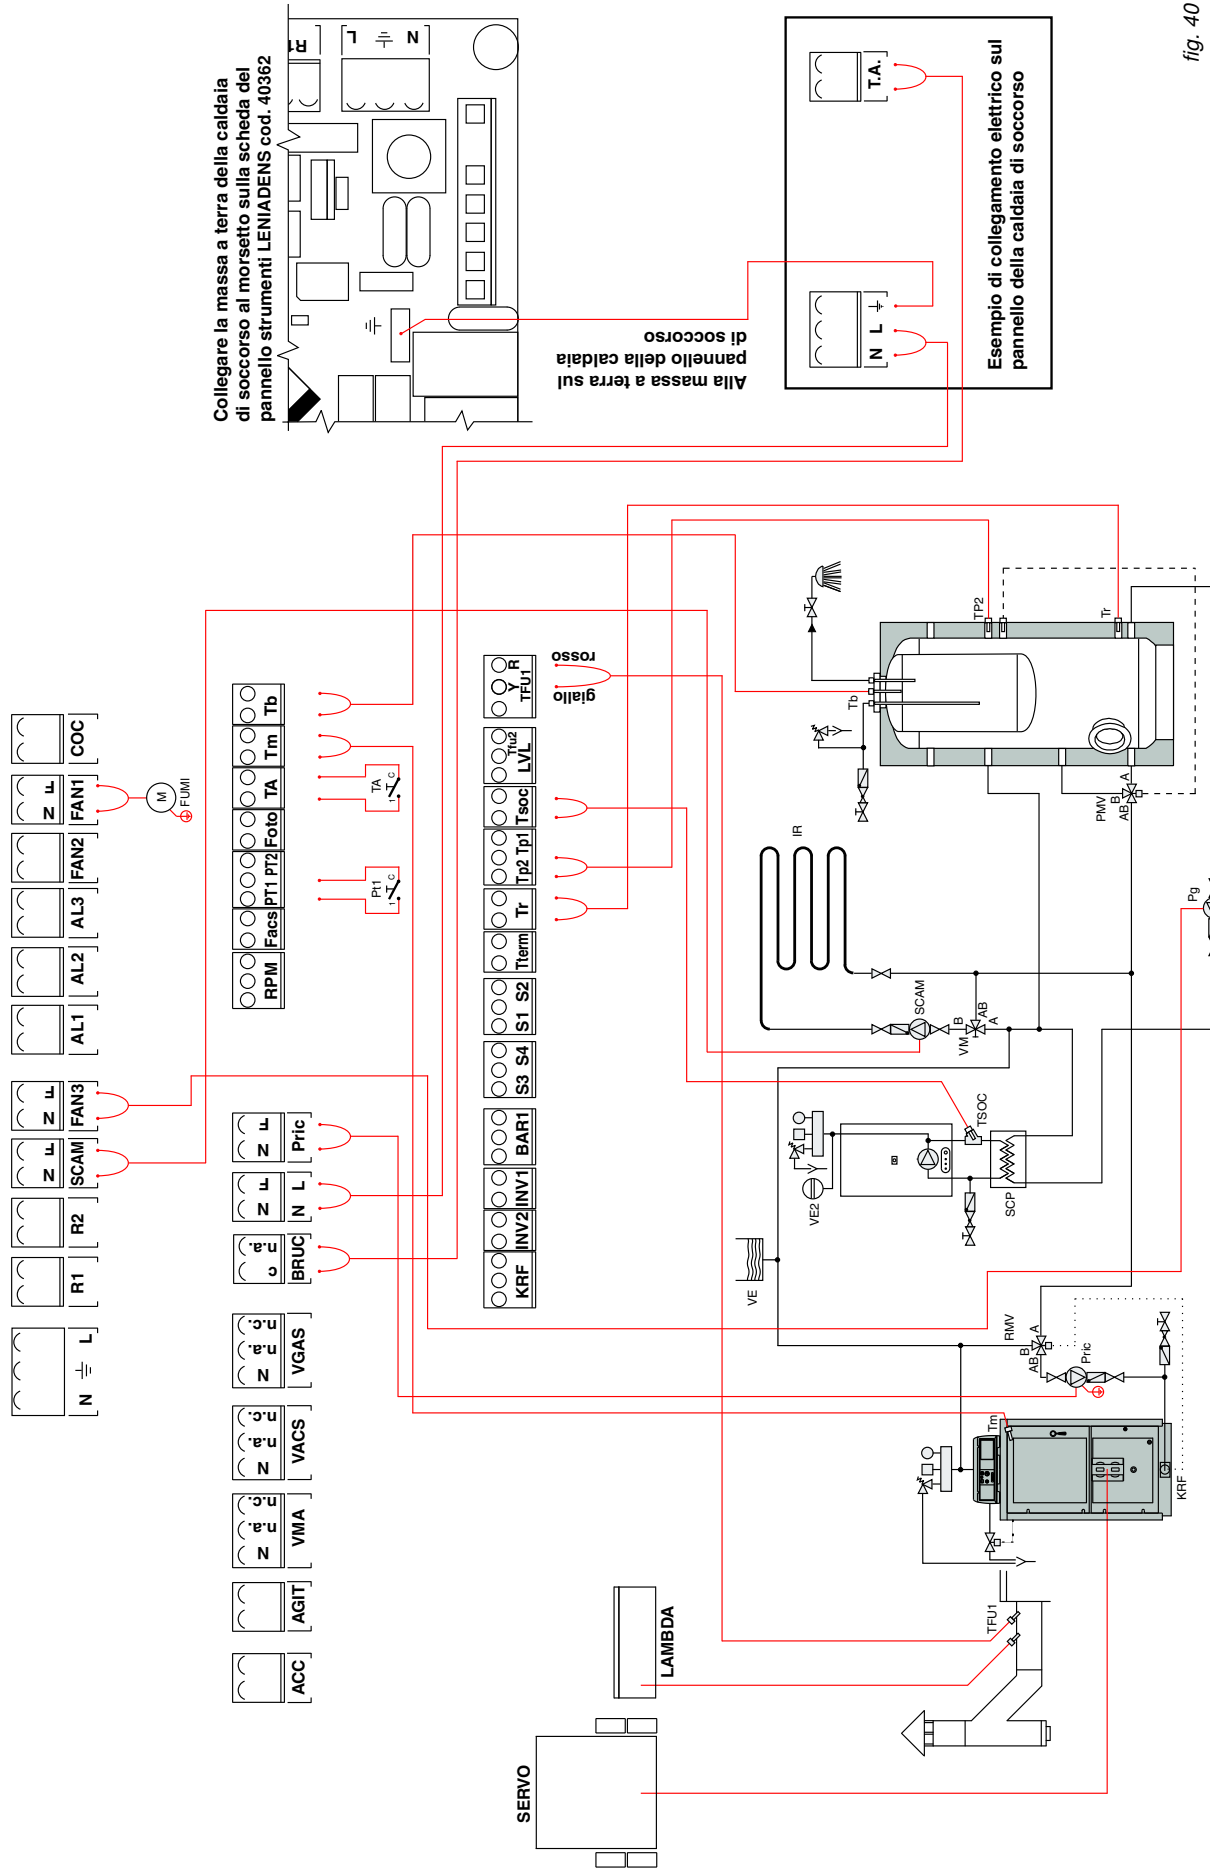 Collegare la massa a terra della caldaia
di soccorso al morsetto sulla scheda del
pannello strumenti LENIADENS cod. 40362
R1
L N
fig. 40
T.A.
N L
Esempio di collegamento elettrico sul
pannello della caldaia di soccorso
Alla massa a terra sul
pannello della caldaia
di soccorso
COC
N F
FAN1
M
FUMI
FAN2
AL3
AL2
AL1
N F
FAN3
N F
SCAM
R2
R1
N L
Tb
Tm
TA
Foto
PT1 PT2
Facs
RPM
TA
1 C
Pt1
1 C
N F
Pric
N F
N L
c n.a.
BRUC
N n.a. n.c.
VGAS
N n.a. n.c.
VACS
N n.a. n.c.
VMA
AGIT
ACC
Y R
TFU1
giallo
rosso
Tfu2
LVL
Tsoc
Tp2 Tp1
Tr
Tterm
S1 S2
S3 S4
BAR1
INV1
INV2
KRF
LAMBDA
SERVO
TP2
Tr
Tb
PMV
B
A
AB
IR
Pg
SCAM
VM
B
AB
A
TSOC
SCP
VE2
VE
RMV
B
A
AB
Pric
Tm
KRF
TFU1